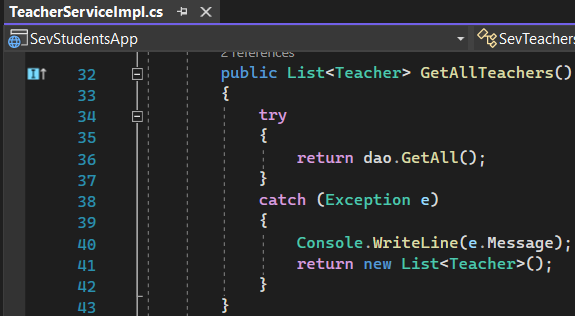 TeacherServiceImpl.cs
SevStudentsApp SevTeachers
2 references
32 public List<Teacher> GetAllTeachers()
33 {
34 try
35 {
36 return dao.GetAll();
37 }
38 catch (Exception e)
39 {
40 Console.WriteLine(e.Message);
41 return new List<Teacher>();
42 }
43 }